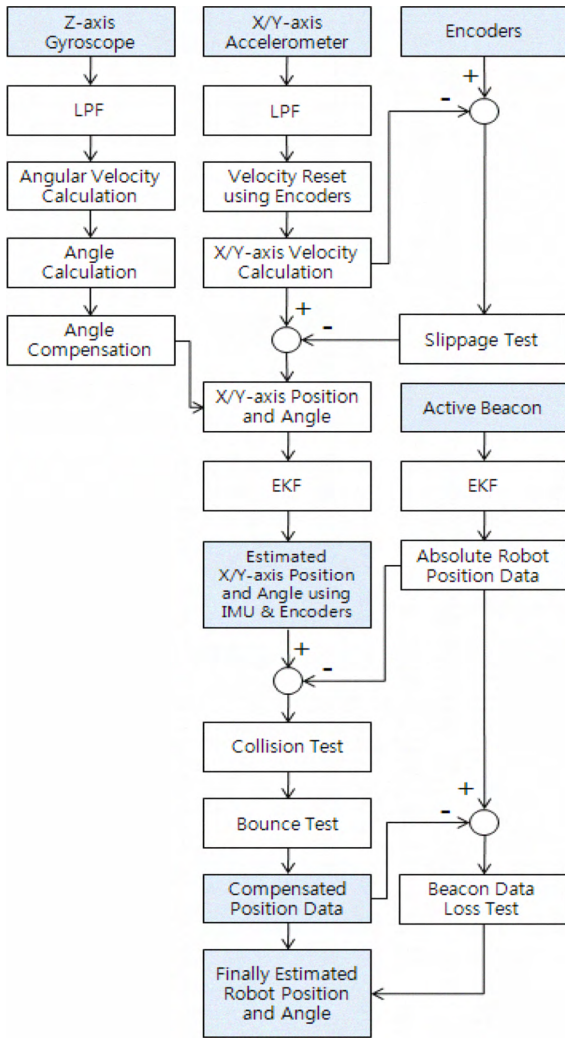 Z-axis
Gyroscope
X/Y-axis
Accelerometer
Encoders
+
-
LPF
LPF
Angular Velocity
Calculation
Velocity Reset
using Encoders
Angle
Calculation
X/Y-axis Velocity
Calculation
+
-
Angle
Compensation
Slippage Test
X/Y-axis Position
and Angle
Active Beacon
EKF
EKF
Estimated
X/Y-axis Position
and Angle using
IMU & Encoders
Absolute Robot
Position Data
+
-
Collision Test
Bounce Test
+
-
Compensated
Position Data
Beacon Data
Loss Test
Finally Estimated
Robot Position
and Angle